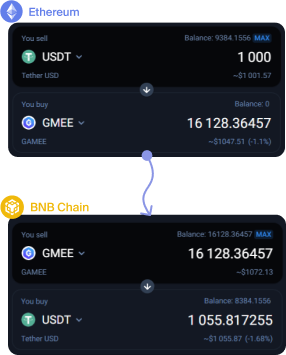 Ethereum
You sell Balance: 9384.1556 MAX
USDT 1 000
Tether USD ~$1 001.57
You buy Balance: 0
GMEE 16 128.36457
GAMEE ~$1047.51 (-1.1%)
BNB Chain
You sell Balance: 16128.36457 MAX
GMEE 16 128.36457
GAMEE ~$1072.13
You buy Balance: 8384.1556
USDT 1 055.817255
Tether USD ~$1 055.87 (-1.68%)